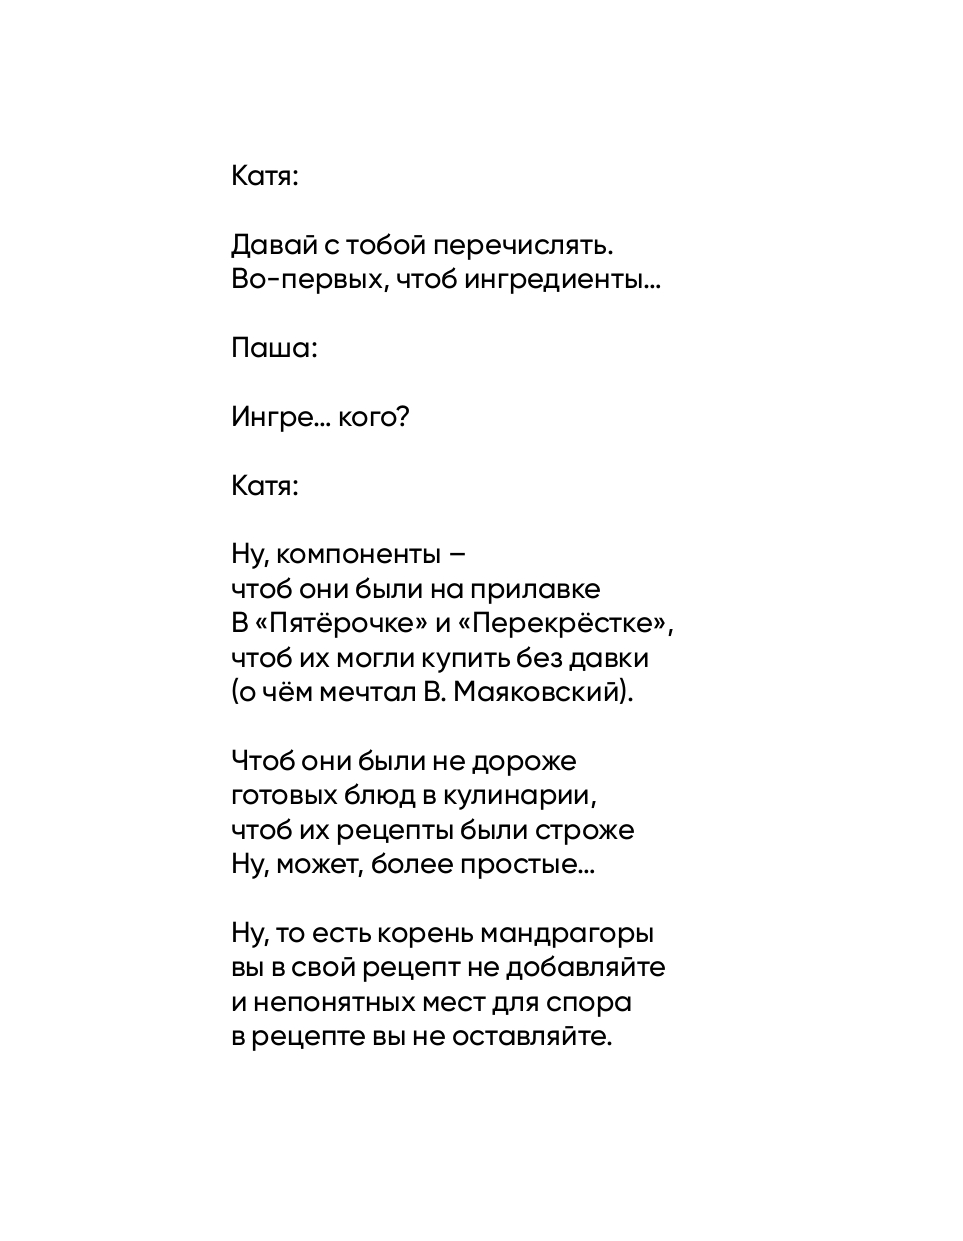 Катя:
Давай с тобой перечислять.
Во-первых, чтоб ингредиенты...
Паша:
Ингре... кого?
Катя:
Ну, компоненты –
чтоб они были на прилавке
В «Пятёрочке» и «Перекрёстке»,
чтоб их могли купить без давки
(о чём мечтал В. Маяковский).
Чтоб они были не дороже
готовых блюд в кулинарии,
чтоб их рецепты были строже
Ну, может, более простые...
Ну, то есть корень мандрагоры
вы в свой рецепт не добавляйте
и непонятных мест для спора
в рецепте вы не оставляйте.